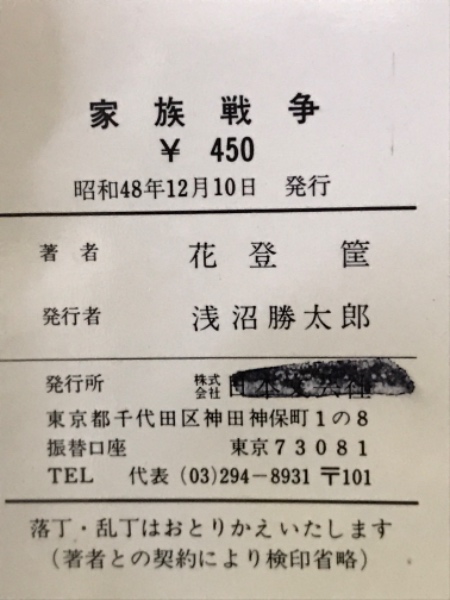 家族戦争
¥ 450
昭和48年12月10日 発行
著者 花登筐
発行者 浅沼勝太郎
発行所 株式会社 日本文芸社
東京都千代田区神田神保町1の8
振替口座 東京73081
TEL 代表 (03)294-8931 〒101
落丁・乱丁はおとりかえいたします
(著者との契約により検印省略)